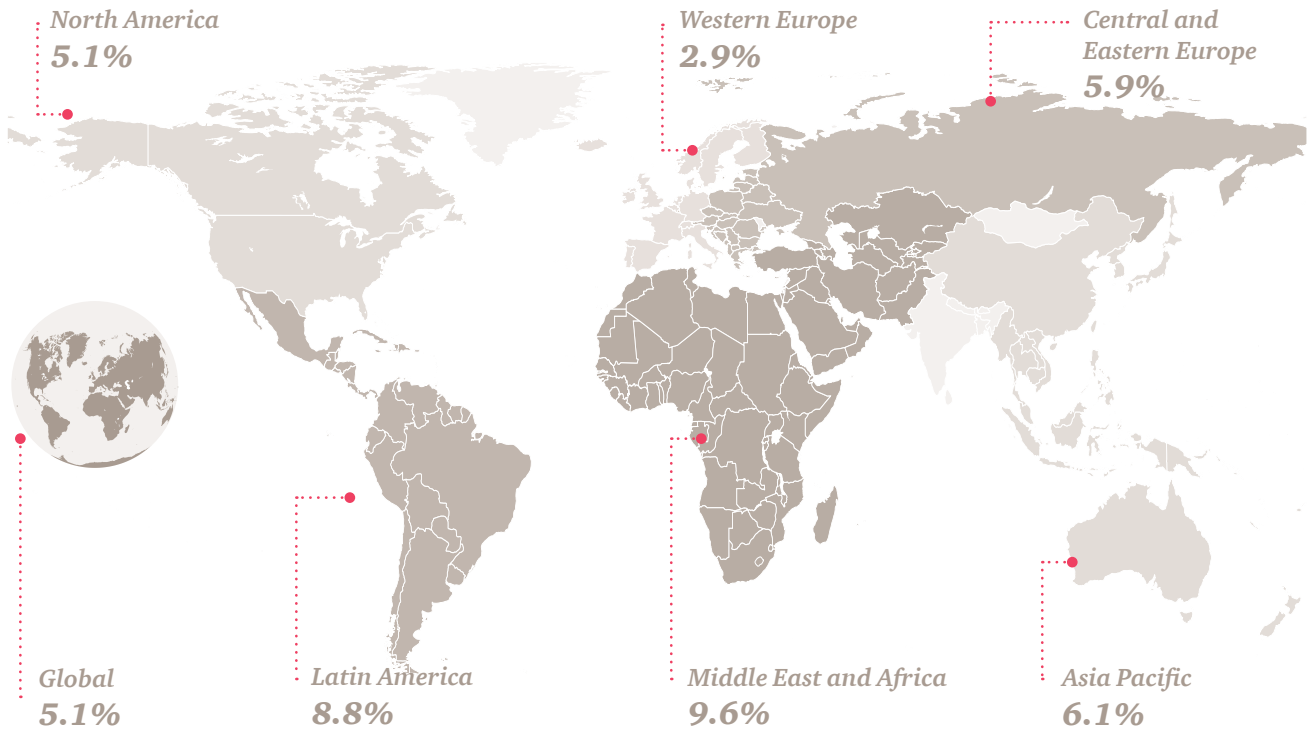 North America
5.1%
Western Europe
2.9%
Central and
Eastern Europe
5.9%
Global
5.1%
Latin America
8.8%
Middle East and Africa
9.6%
Asia Pacific
6.1%